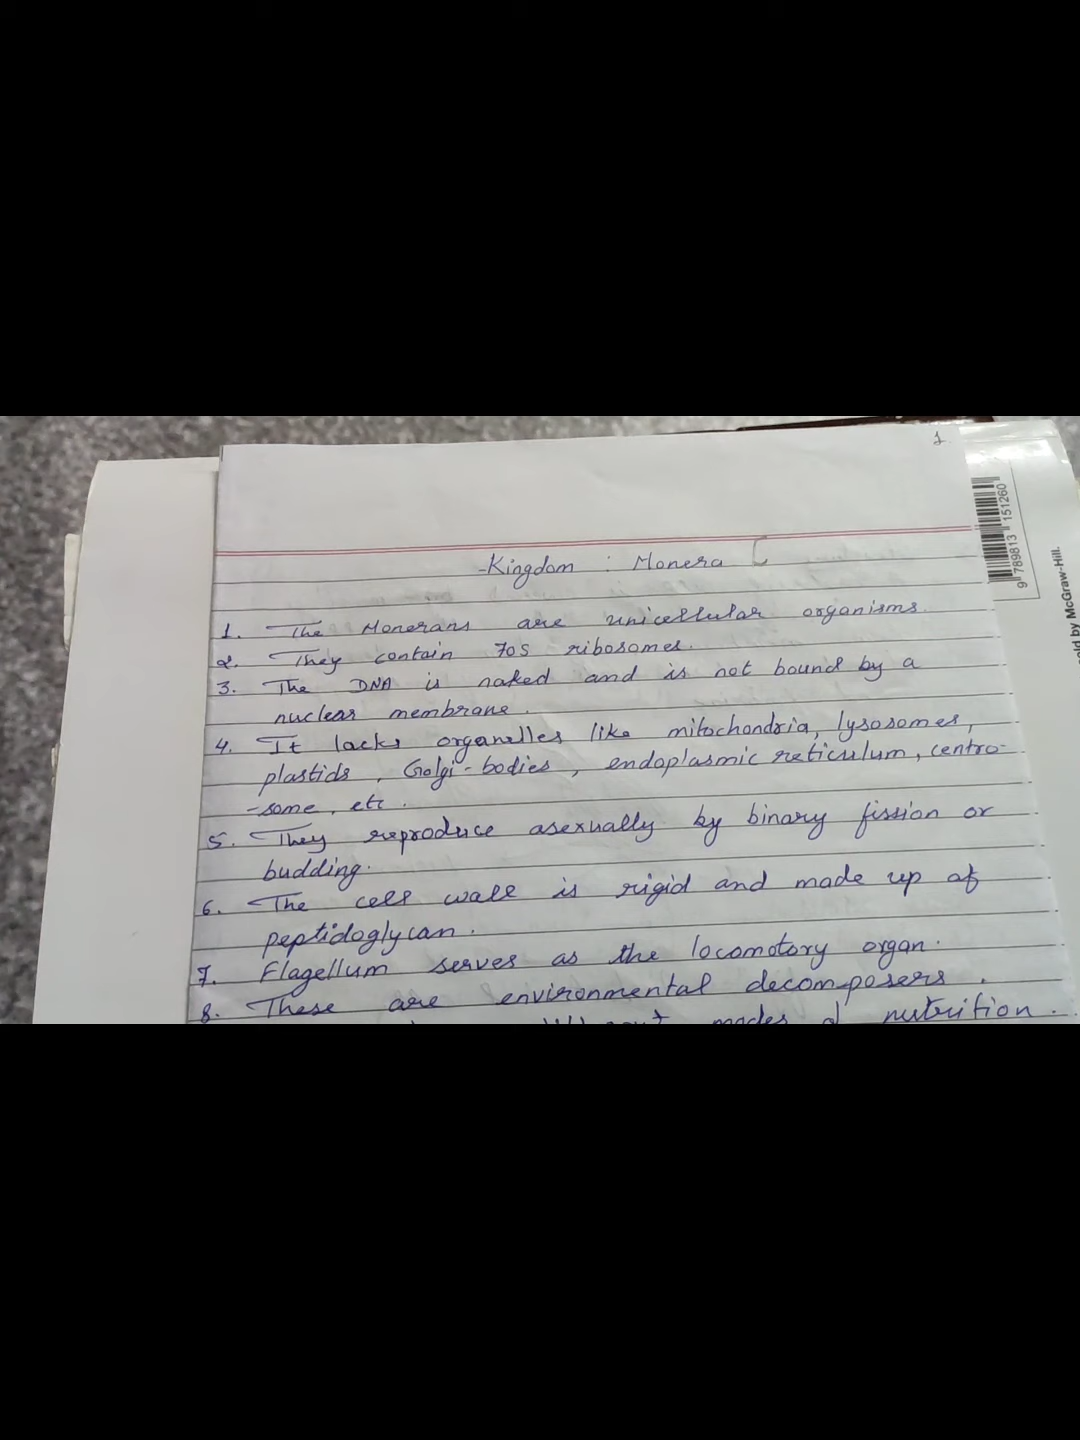 1
Kingdom : Monera
1. The Monerans are unicellular organisms.
2. They contain 70S ribosomes.
3. The DNA is naked and is not bound by a
nuclear membrane.
4. It lacks organelles like mitochondria, lysosomes,
plastids, Golgi-bodies, endoplasmic reticulum, centro-
-some, etc.
5. They reproduce asexually by binary fission or
budding.
6. The cell wall is rigid and made up of
peptidoglycan.
7. Flagellum serves as the locomotory organ.
8. These are environmental decomposers.
modes of nutrition.
9 789813 151260
old by McGraw-Hill.